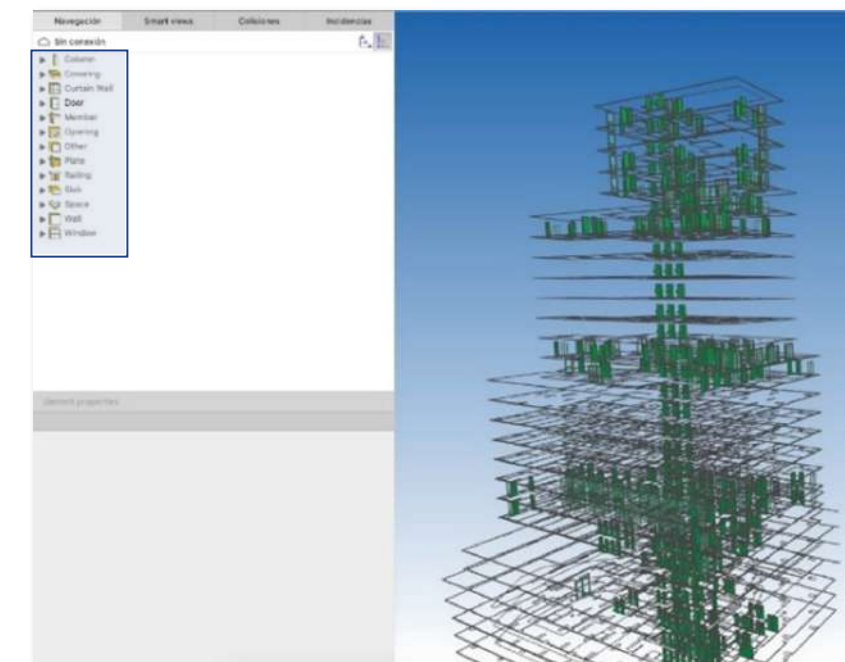 Navegación Smart views Colisiones Incidencias
Sin conexión
Column
Covering
Curtain Wall
Door
Member
Opening
Other
Plate
Railing
Slab
Space
Wall
Window
Element properties